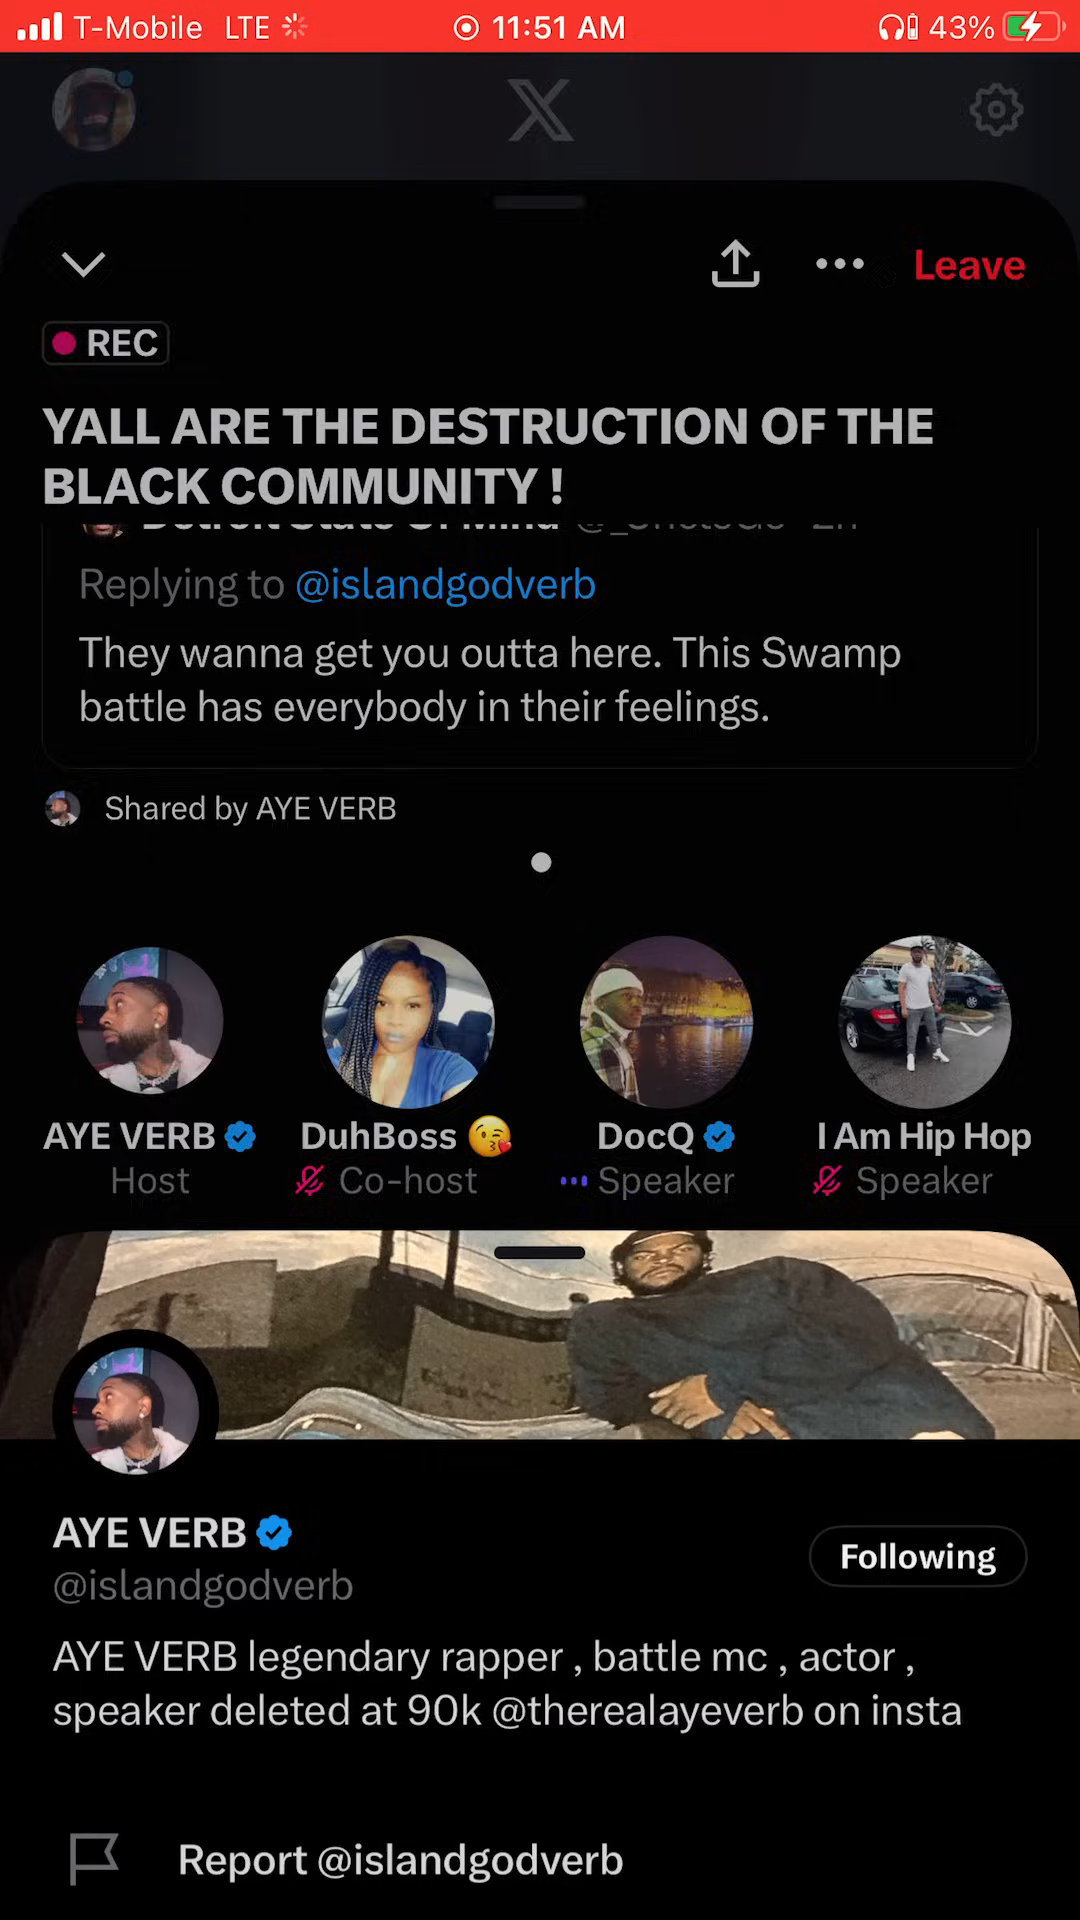 T-Mobile LTE 11:51 AM 43%
Leave
REC
YALL ARE THE DESTRUCTION OF THE
BLACK COMMUNITY !
Replying to @islandgodverb
They wanna get you outta here. This Swamp
battle has everybody in their feelings.
Shared by AYE VERB
AYE VERB DuhBoss 😘 DocQ I Am Hip Hop
Host Co-host Speaker Speaker
AYE VERB
Following
@islandgodverb
AYE VERB legendary rapper , battle mc , actor ,
speaker deleted at 90k @therealayeverb on insta
Report @islandgodverb